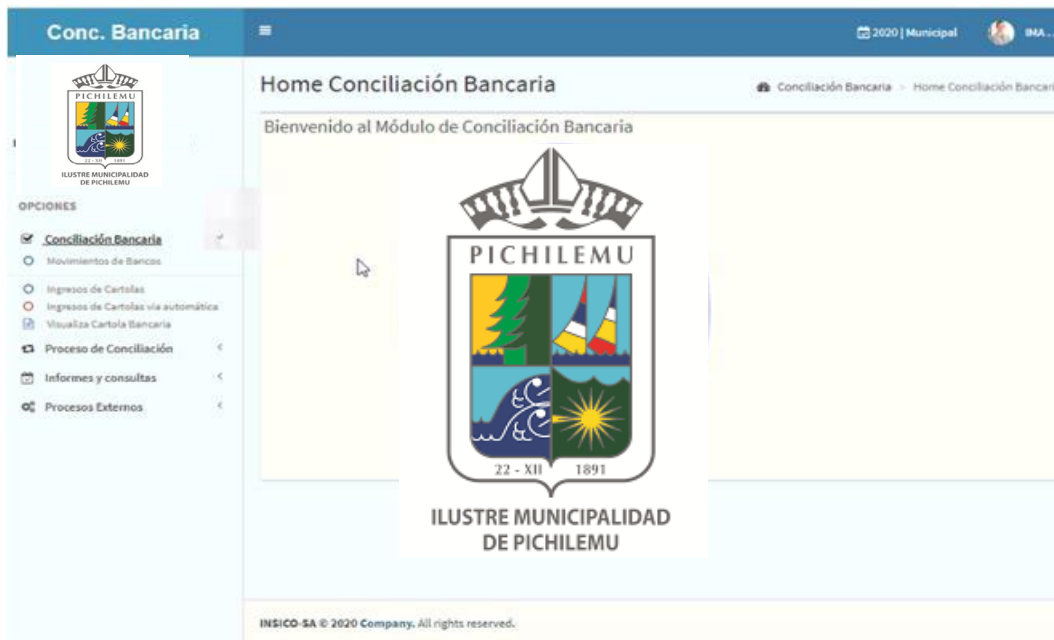 Conc. Bancaria
2020 | Municipal
IMA...
PICHILEMU
22 - XII 1891
ILUSTRE MUNICIPALIDAD
DE PICHILEMU
OPCIONES
Conciliación Bancaria
Movimientos de Bancos
Ingresos de Cartolas
Ingresos de Cartolas via automática
Visualiza Cartola Bancaria
Proceso de Conciliación
Informes y consultas
Procesos Externos
Home Conciliación Bancaria
Conciliación Bancaria > Home Conciliación Bancari
Bienvenido al Módulo de Conciliación Bancaria
PICHILEMU
22 - XII 1891
ILUSTRE MUNICIPALIDAD
DE PICHILEMU
INSICO-SA © 2020 Company. All rights reserved.